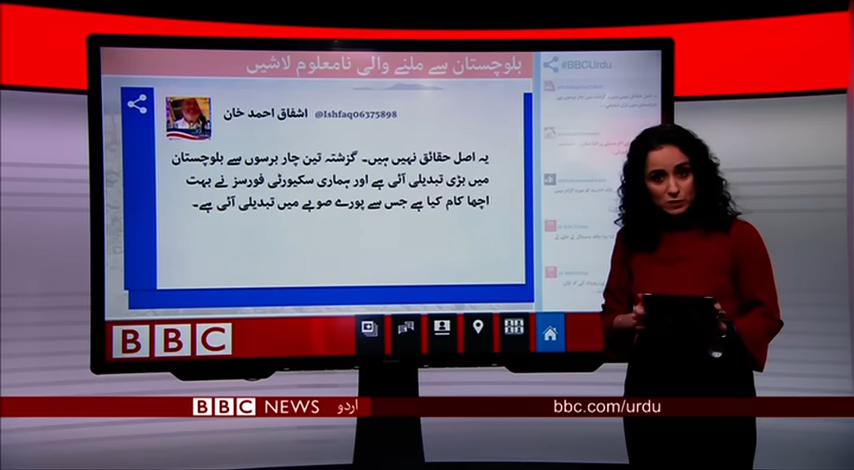 بلوچستان سے ملنے والی نامعلوم لاشیں
#BBCUrdu
اشفاق احمد خان @Ishfaq06375898
یہ اصل حقائق نہیں ہیں۔ گزشتہ تین چار برسوں سے بلوچستان
میں بڑی تبدیلی آئی ہے اور ہماری سکیورٹی فورسز نے بہت
اچھا کام کیا ہے جس سے پورے صوبے میں تبدیلی آئی ہے۔
BBC
BBC NEWS اردو
bbc.com/urdu